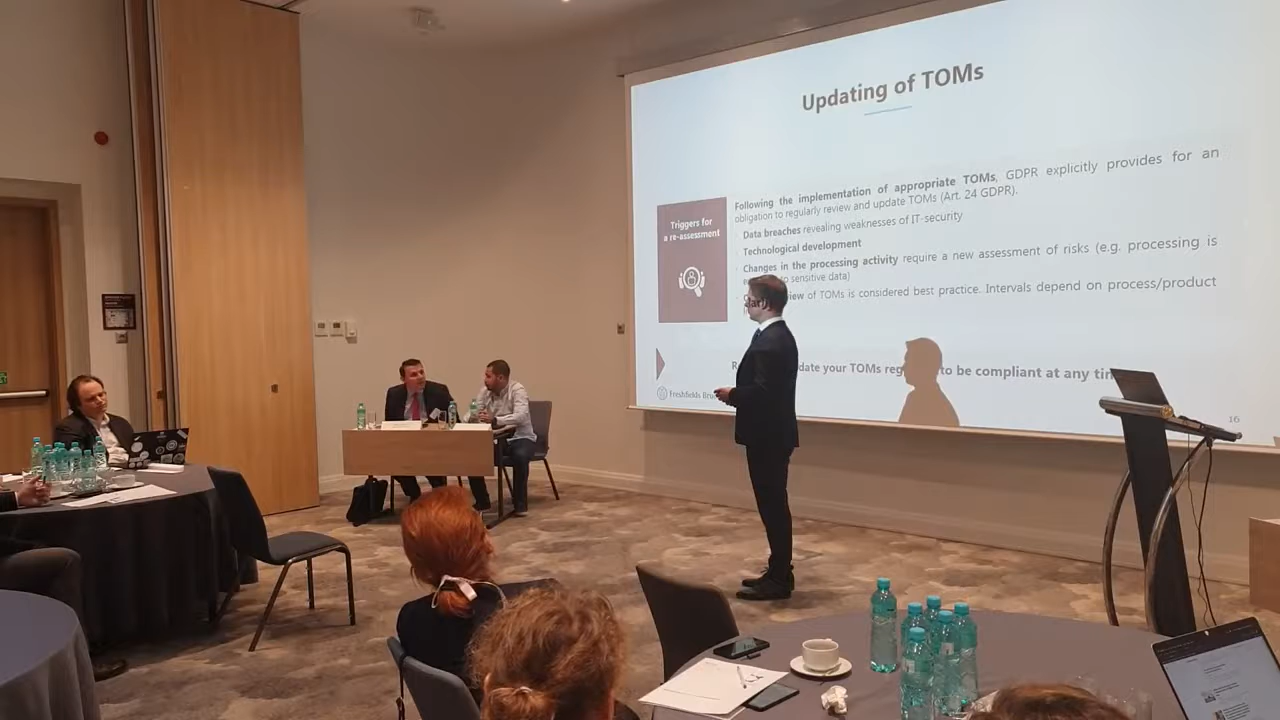 Updating of TOMs
Following the implementation of appropriate TOMs, GDPR explicitly provides for an
obligation to regularly review and update TOMs (Art. 24 GDPR).
Triggers for
a re-assessment
Data breaches revealing weaknesses of IT-security
Technological development
Changes in the processing activity require a new assessment of risks (e.g. processing is
to sensitive data)
of TOMs is considered best practice. Intervals depend on process/product
date your TOMs to be compliant at any
Freshfields
16